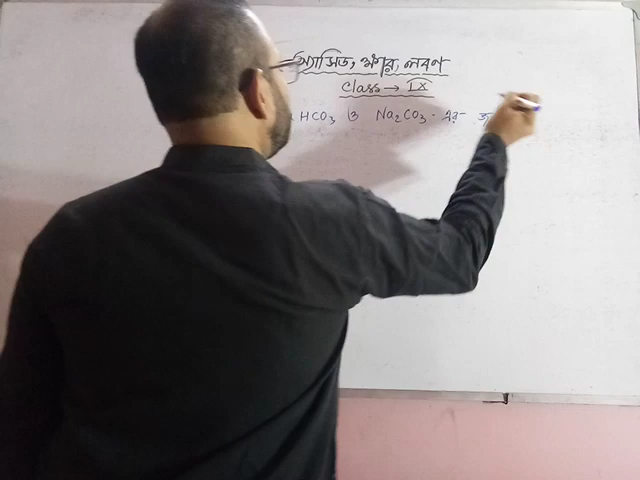 অ্যাসিড, ক্ষার, লবণ
Class → IX
HCO3 ও Na2CO3 - এর